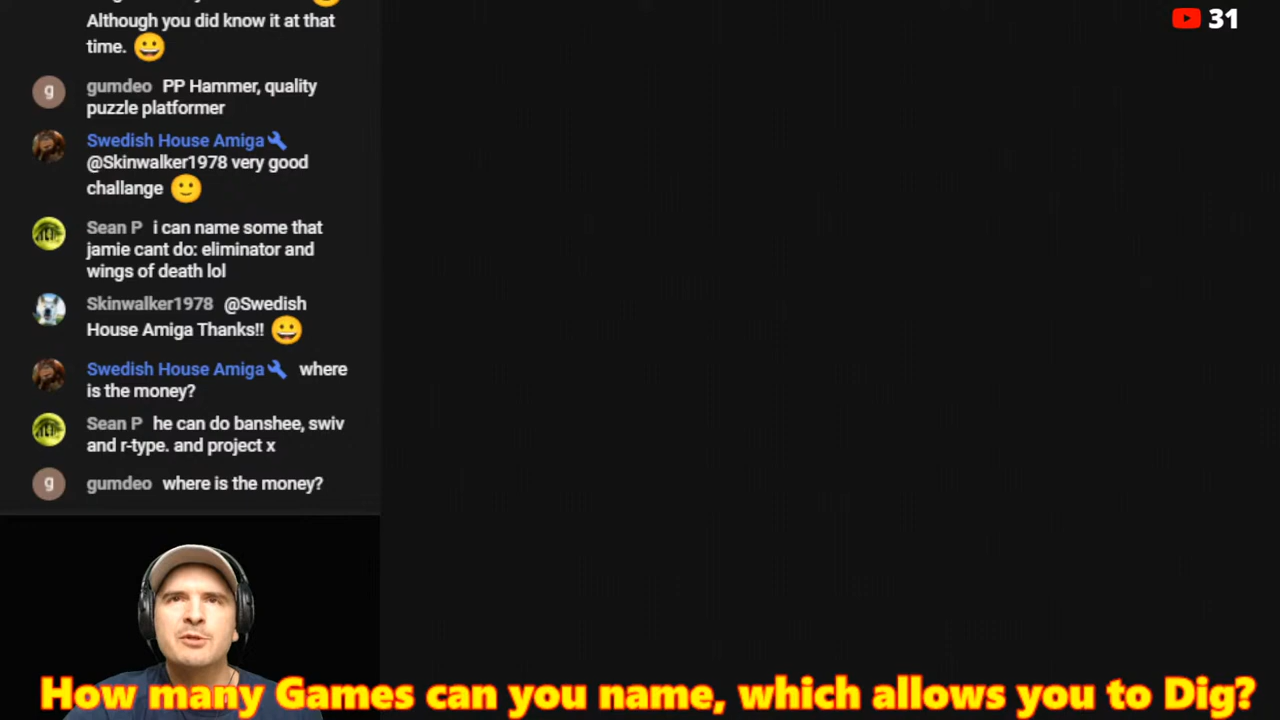 31
Although you did know it at that
time. 😀
g gumdeo PP Hammer, quality
puzzle platformer
Swedish House Amiga
@Skinwalker1978 very good
challange 🙂
Sean P i can name some that
jamie cant do: eliminator and
wings of death lol
Skinwalker1978 @Swedish
House Amiga Thanks!! 😀
Swedish House Amiga where
is the money?
Sean P he can do banshee, swiv
and r-type. and project x
g gumdeo where is the money?
How many Games can you name, which allows you to Dig?